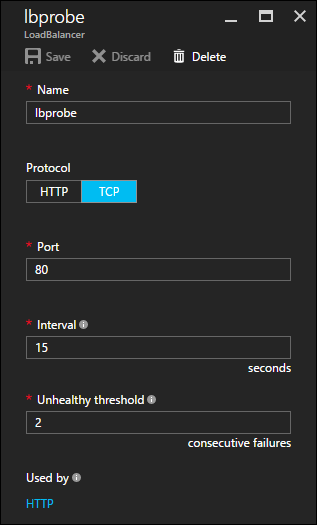 lbprobe
LoadBalancer
Save Discard Delete
* Name
lbprobe
Protocol
HTTP TCP
* Port
80
* Interval
15
seconds
* Unhealthy threshold
2
consecutive failures
Used by
HTTP